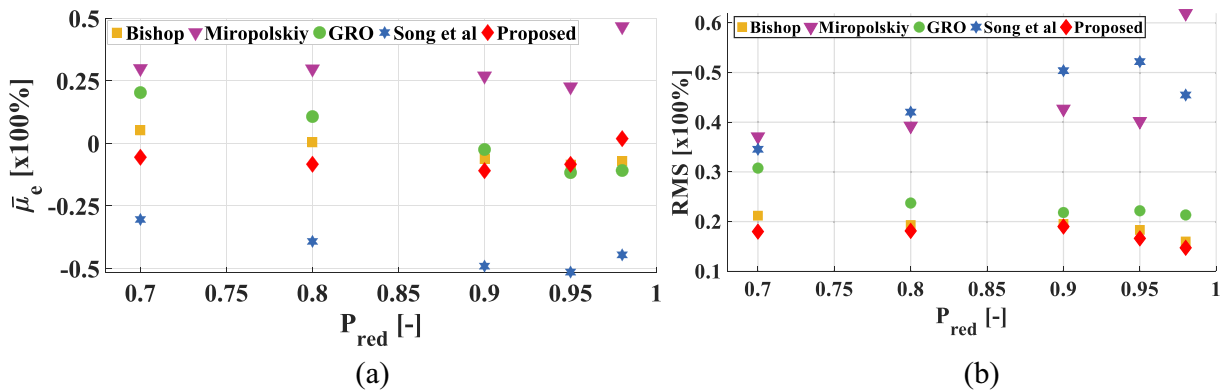 Bishop Miropolskiy GRO Song et al Proposed
0.5
0.25
0
-0.25
-0.5
μ̄e [x100%]
0.7 0.75 0.8 0.85 0.9 0.95 1
Pred [-]
(a)
Bishop Miropolskiy GRO Song et al Proposed
0.6
0.5
0.4
0.3
0.2
0.1
RMS [x100%]
0.7 0.75 0.8 0.85 0.9 0.95 1
Pred [-]
(b)